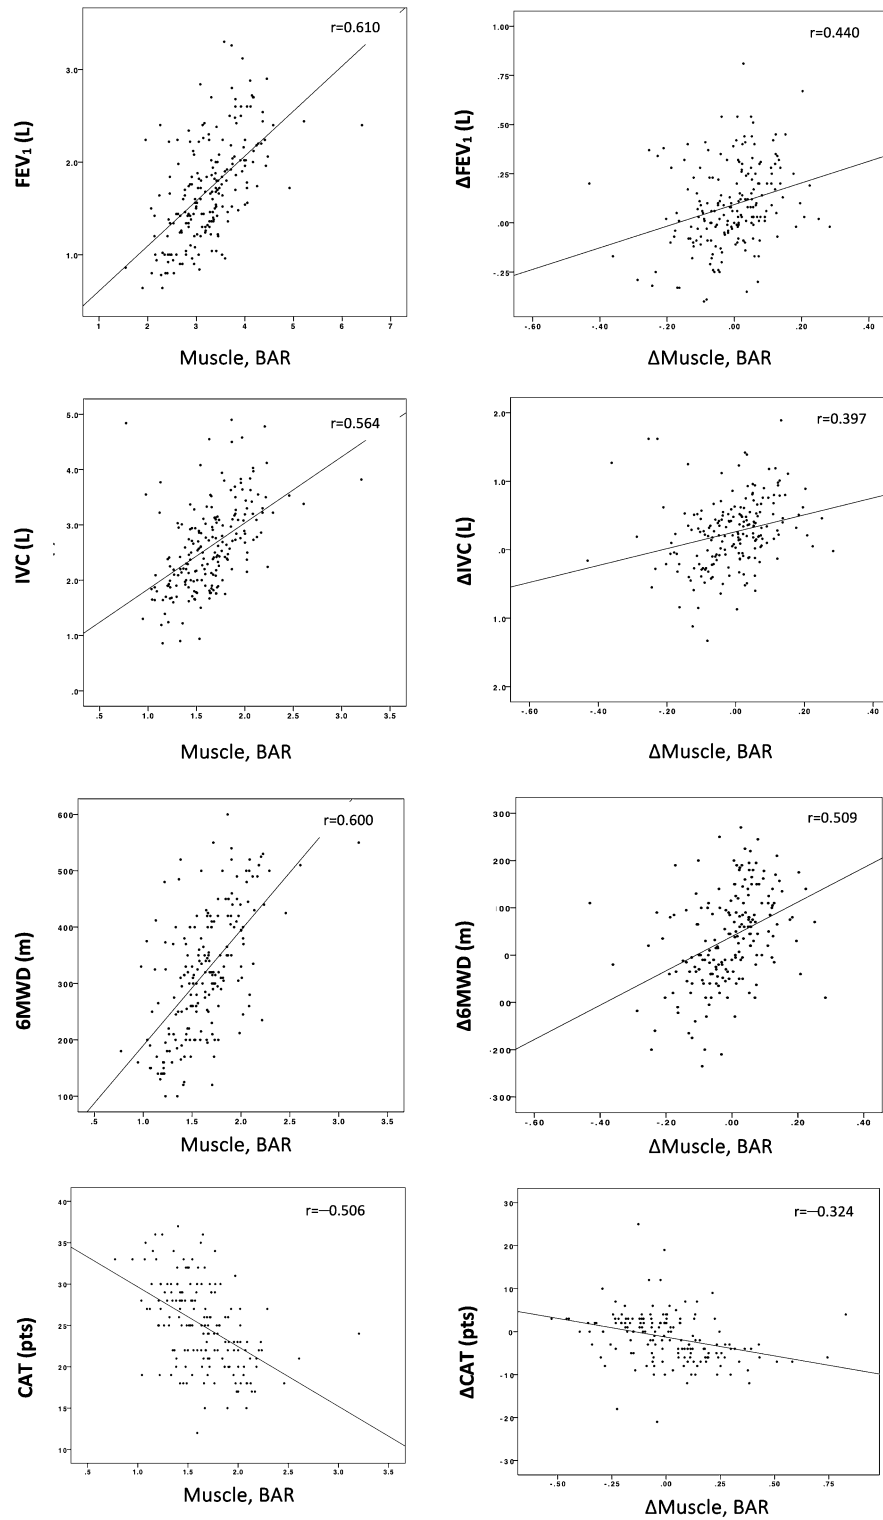 r=0.610
FEV₁ (L)
3.0
2.0
1.0
1 2 3 4 5 6 7
Muscle, BAR
r=0.440
ΔFEV₁ (L)
1.00
.75
.50
.25
.00
-.25
-.60 -.40 -.20 .00 .20 .40
ΔMuscle, BAR
r=0.564
IVC (L)
5.0
4.0
3.0
2.0
1.0
.0
.5 1.0 1.5 2.0 2.5 3.0 3.5
Muscle, BAR
r=0.397
ΔIVC (L)
2.0
1.0
.0
1.0
2.0
-.60 -.40 -.20 .00 .20 .40
ΔMuscle, BAR
r=0.600
6MWD (m)
600
500
400
300
200
100
.5 1.0 1.5 2.0 2.5 3.0 3.5
Muscle, BAR
r=0.509
Δ6MWD (m)
300
200
00
0
00
-200
-300
-.60 -.40 -.20 .00 .20 .40
ΔMuscle, BAR
r=—0.506
CAT (pts)
40
35
30
25
20
15
10
.5 1.0 1.5 2.0 2.5 3.0 3.5
Muscle, BAR
r=—0.324
ΔCAT (pts)
30
20
10
0
-10
-20
-30
-.50 -.25 .00 .25 .50 .75
ΔMuscle, BAR